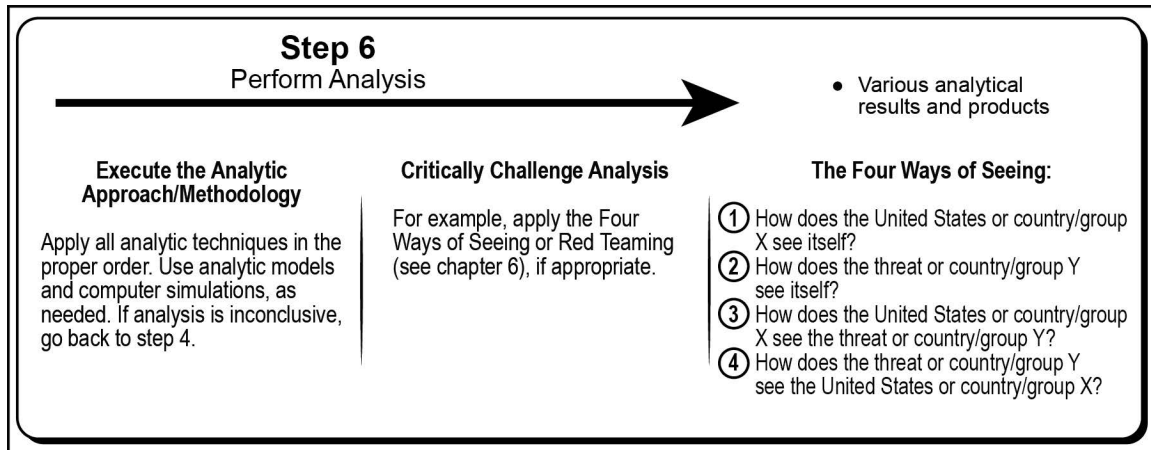 Step 6
Perform Analysis
● Various analytical
results and products
Execute the Analytic
Approach/Methodology
Apply all analytic techniques in the
proper order. Use analytic models
and computer simulations, as
needed. If analysis is inconclusive,
go back to step 4.
Critically Challenge Analysis
For example, apply the Four
Ways of Seeing or Red Teaming
(see chapter 6), if appropriate.
The Four Ways of Seeing:
① How does the United States or country/group
X see itself?
② How does the threat or country/group Y
see itself?
③ How does the United States or country/group
X see the threat or country/group Y?
④ How does the threat or country/group Y
see the United States or country/group X?